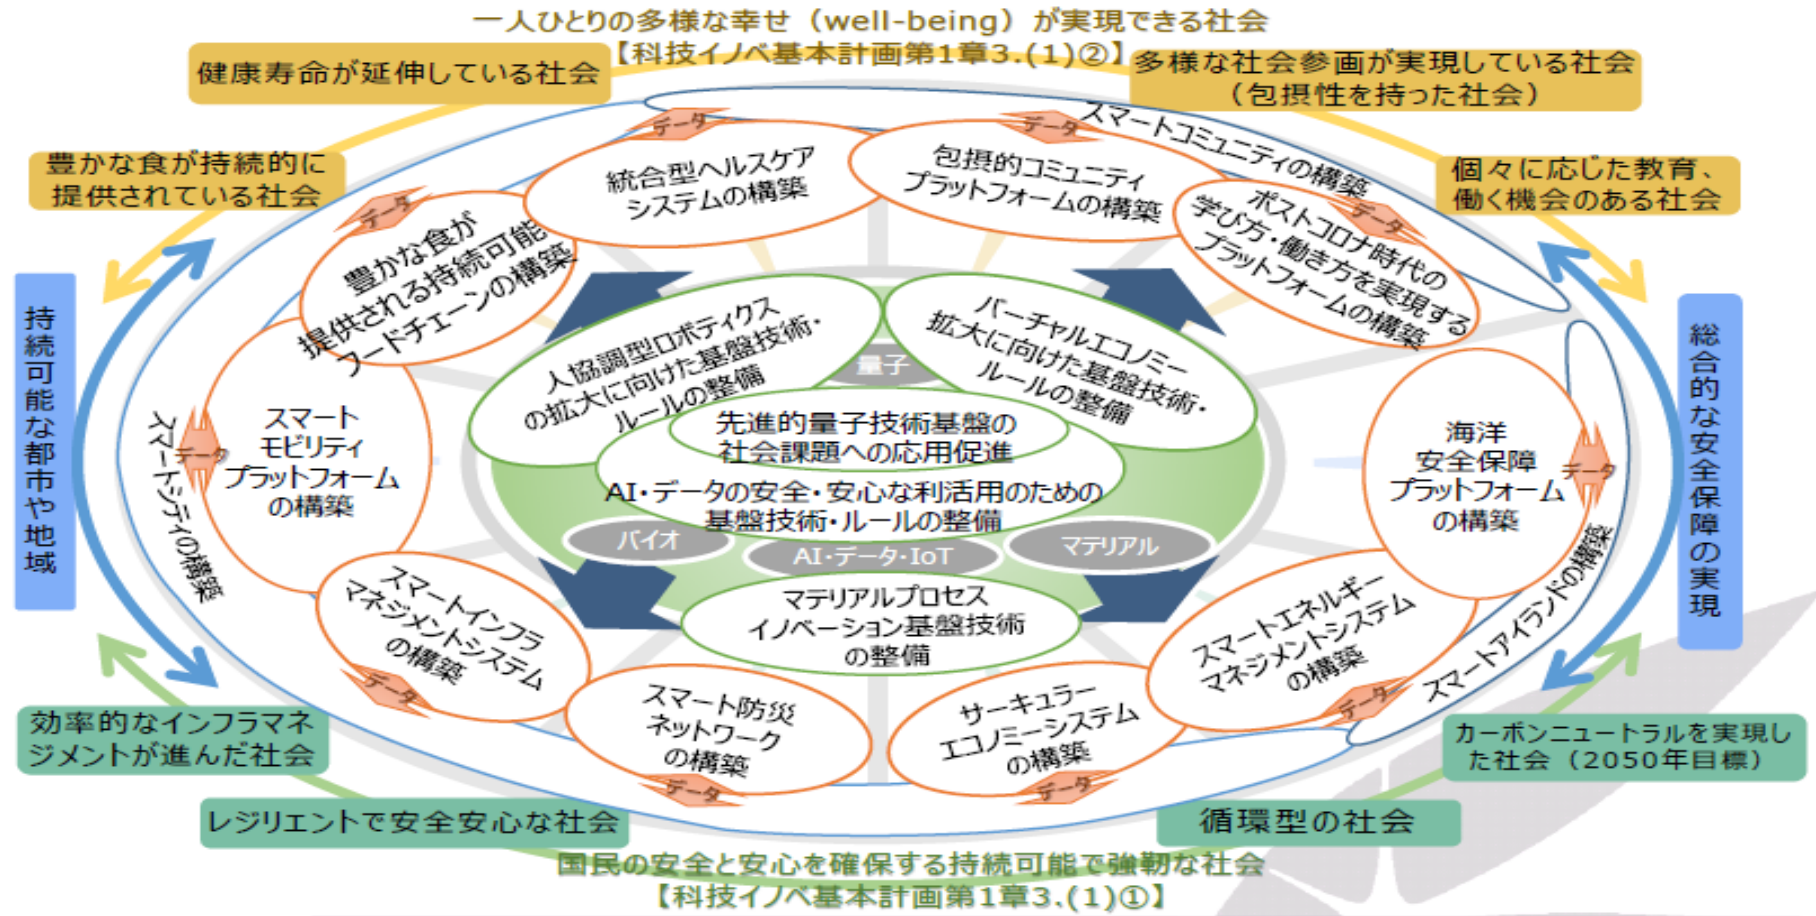 一人ひとりの多様な幸せ（well-being）が実現できる社会
【科技イノベ基本計画第1章3.(1)②】
健康寿命が延伸している社会
多様な社会参画が実現している社会
（包摂性を持った社会）
豊かな食が持続的に
提供されている社会
個々に応じた教育、
働く機会のある社会
持続可能な都市や地域
総合的な安全保障の実現
スマートコミュニティの構築
データ
統合型ヘルスケア
システムの構築
データ
包摂的コミュニティ
プラットフォームの構築
データ
ポストコロナ時代の
学び方・働き方を実現する
プラットフォームの構築
データ
豊かな食が
提供される持続可能
フードチェーンの構築
人協調型ロボティクス
の拡大に向けた基盤技術・
ルールの整備
バーチャルエコノミー
拡大に向けた基盤技術・
ルールの整備
量子
先進的量子技術基盤の
社会課題への応用促進
AI・データの安全・安心な利活用のための
基盤技術・ルールの整備
バイオ
AI・データ・IoT
マテリアル
マテリアルプロセス
イノベーション基盤技術
の整備
スマートシティの構築
データ
スマート
モビリティ
プラットフォーム
の構築
海洋
安全保障
プラットフォーム
の構築
データ
スマートアイランドの構築
スマートインフラ
マネジメントシステム
の構築
データ
スマート防災
ネットワーク
の構築
データ
サーキュラー
エコノミーシステム
の構築
データ
スマートエネルギー
マネジメントシステム
の構築
データ
効率的なインフラマネ
ジメントが進んだ社会
カーボンニュートラルを実現し
た社会（2050年目標）
レジリエントで安全安心な社会
循環型の社会
国民の安全と安心を確保する持続可能で強靭な社会
【科技イノベ基本計画第1章3.(1)①】